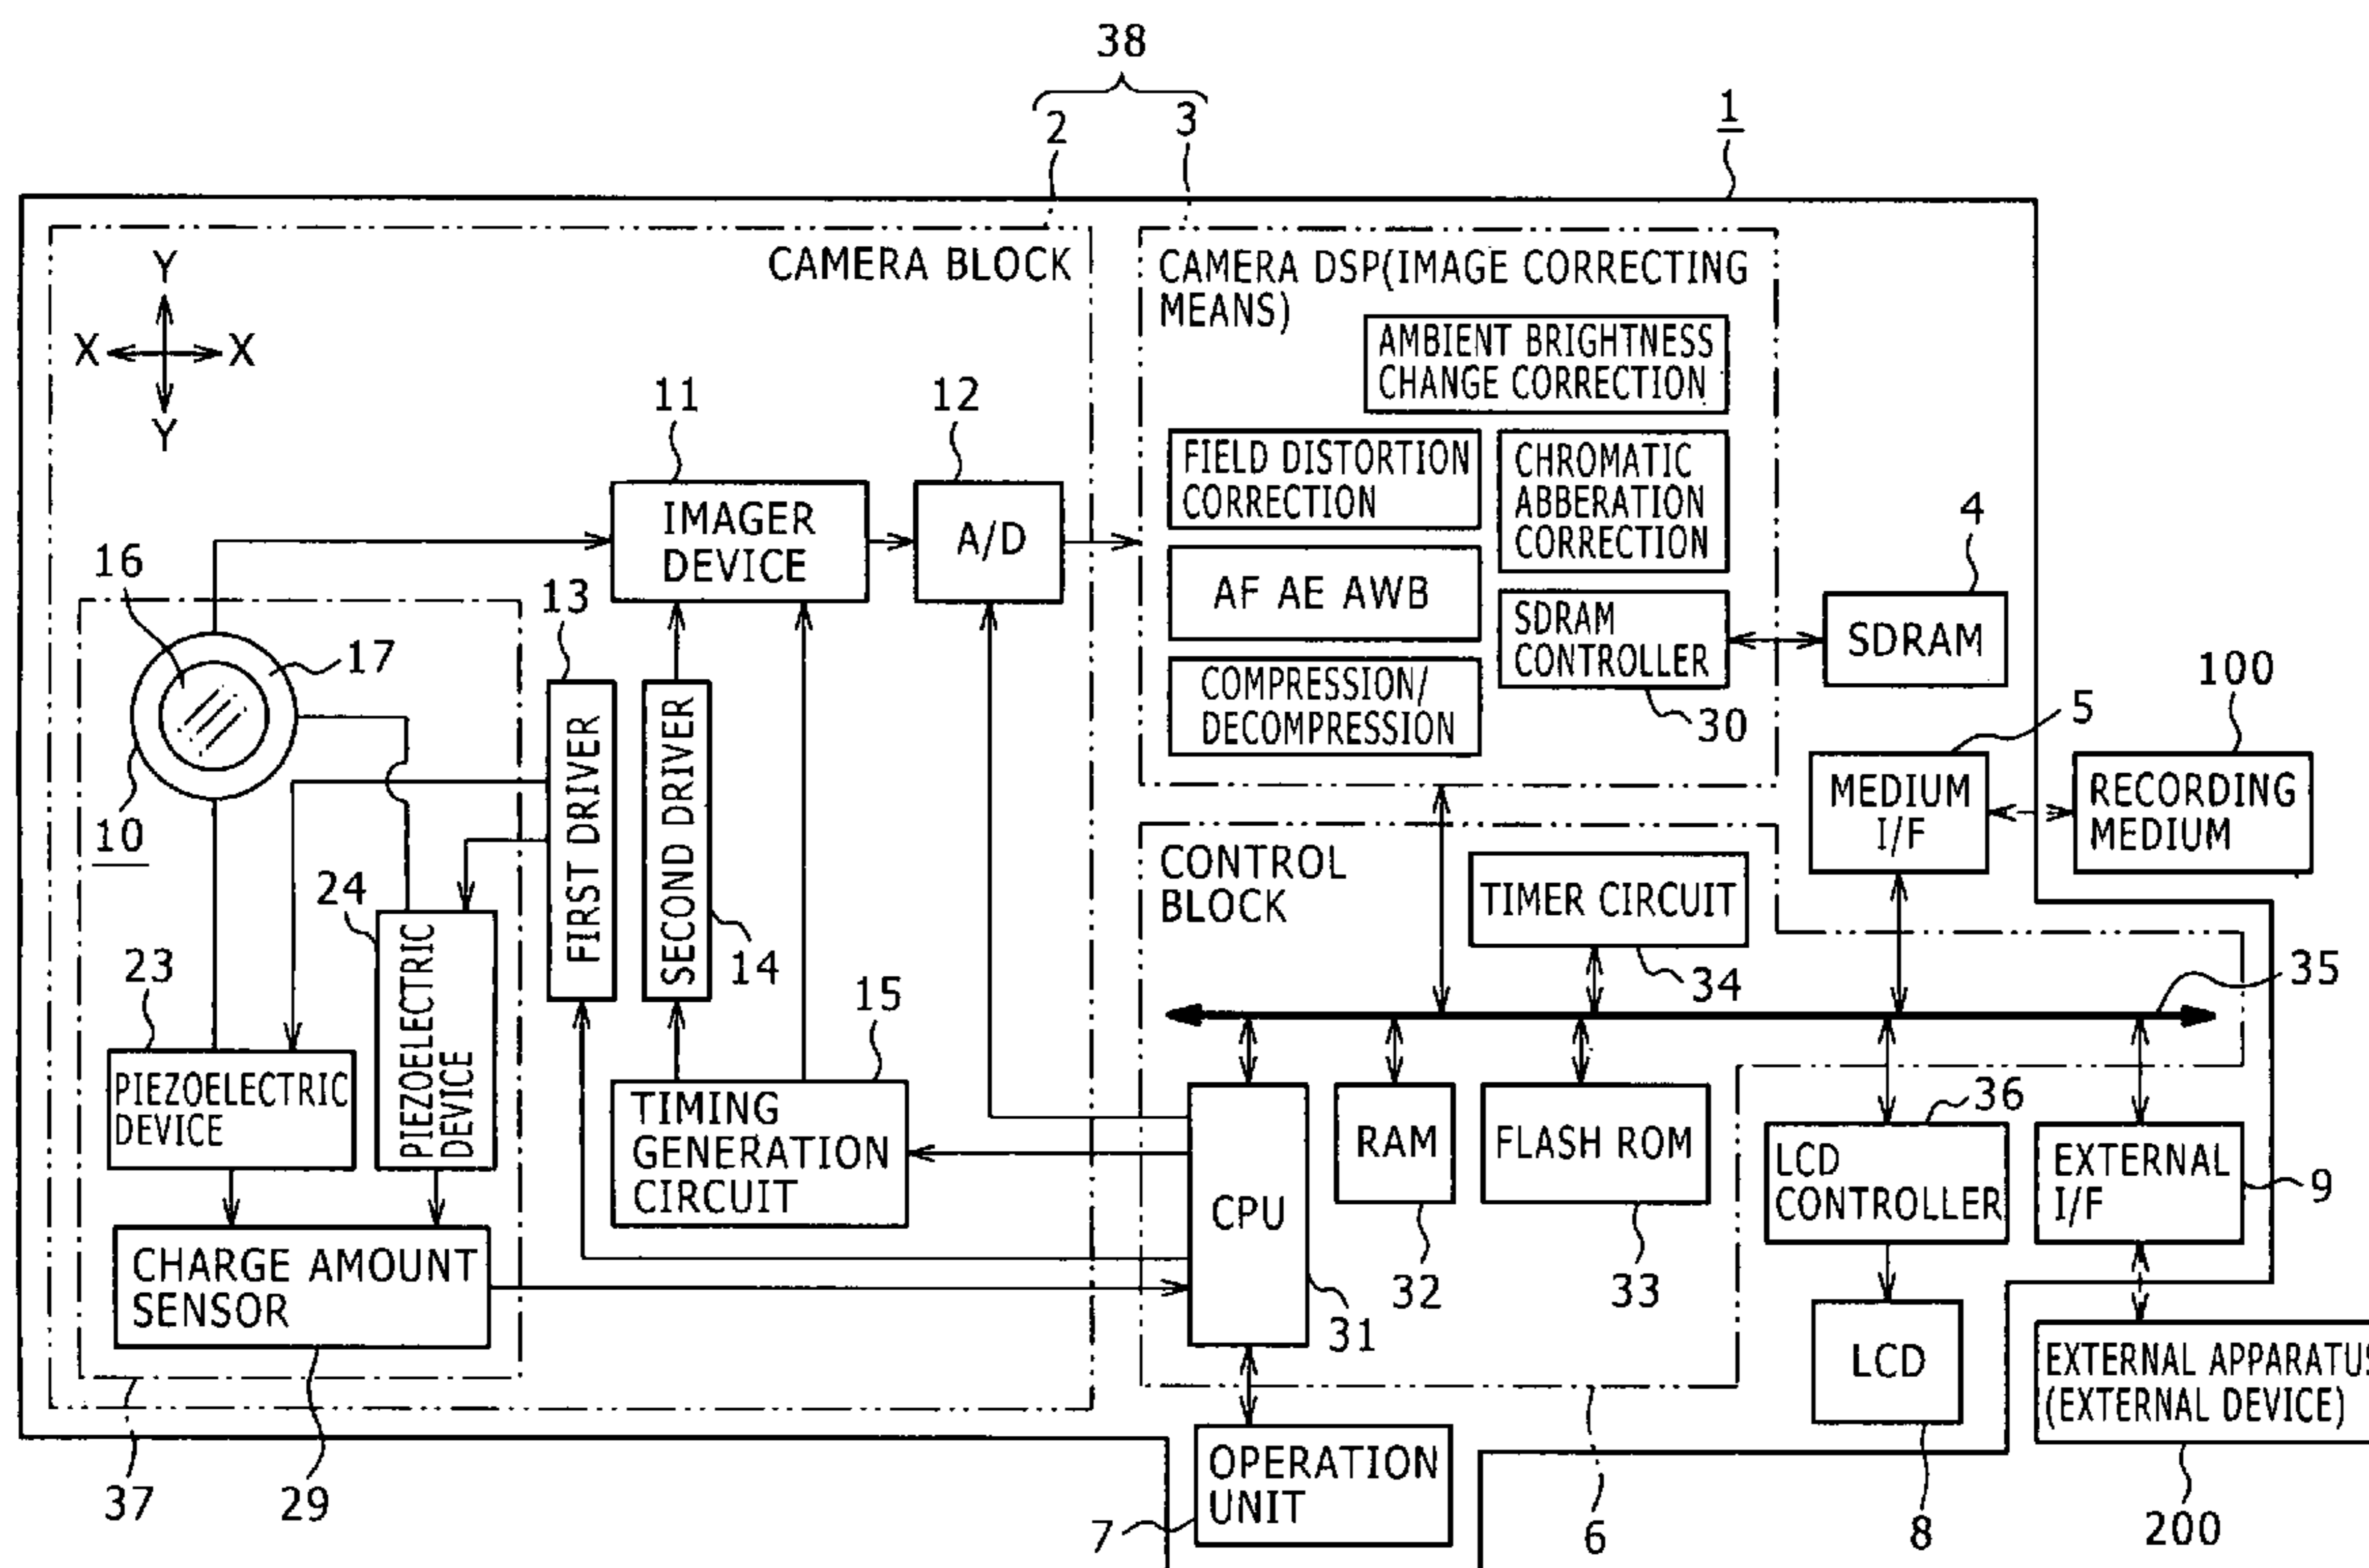 38
2
3
1
CAMERA BLOCK
Y
X
X
Y
CAMERA DSP(IMAGE CORRECTING
MEANS)
AMBIENT BRIGHTNESS
CHANGE CORRECTION
11
12
FIELD DISTORTION
CORRECTION
CHROMATIC
ABBERATION
CORRECTION
IMAGER
DEVICE
A/D
4
16
13
AF AE AWB
SDRAM
CONTROLLER
SDRAM
17
COMPRESSION/
DECOMPRESSION
30
5
100
10
FIRST DRIVER
SECOND DRIVER
MEDIUM
I/F
RECORDING
MEDIUM
CONTROL
BLOCK
TIMER CIRCUIT
24
14
34
35
23
15
PIEZOELECTRIC
DEVICE
PIEZOELECTRIC
DEVICE
TIMING
GENERATION
CIRCUIT
CPU
RAM
FLASH ROM
36
LCD
CONTROLLER
EXTERNAL
I/F
9
CHARGE AMOUNT
SENSOR
32
33
31
LCD
EXTERNAL APPARATUS
(EXTERNAL DEVICE)
OPERATION
UNIT
37
29
7
6
8
200